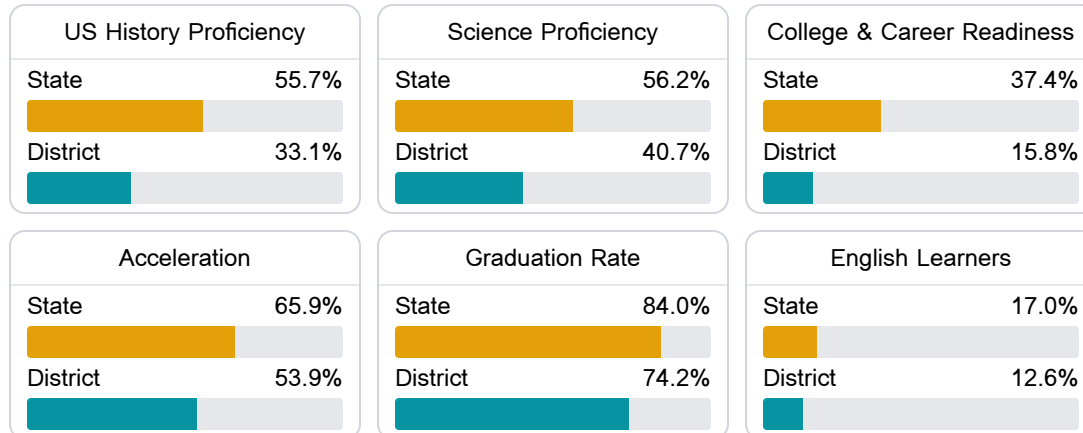 US History Proficiency
State 55.7%
District 33.1%
Science Proficiency
State 56.2%
District 40.7%
College & Career Readiness
State 37.4%
District 15.8%
Acceleration
State 65.9%
District 53.9%
Graduation Rate
State 84.0%
District 74.2%
English Learners
State 17.0%
District 12.6%